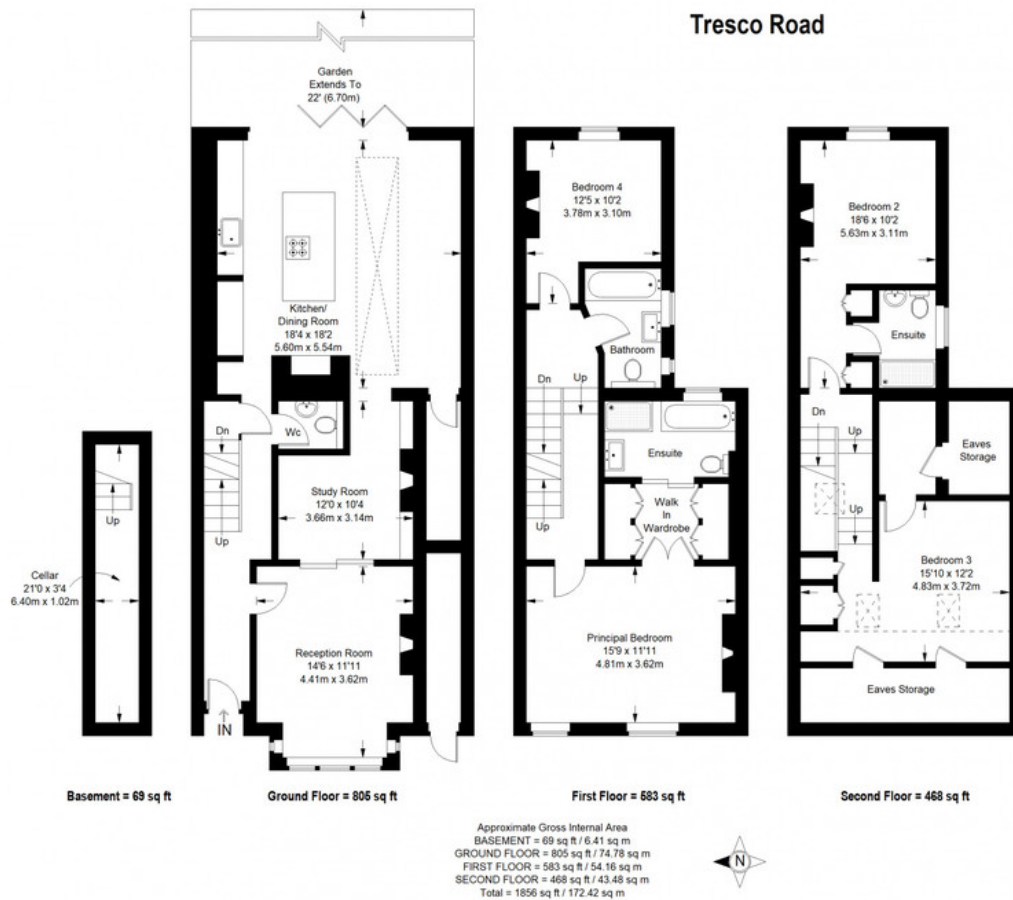 Tresco Road
Garden
Extends To
22' (6.70m)
Kitchen/
Dining Room
18'4 x 18'2
5.60m x 5.54m
Dn
Wc
Up
Study Room
12'0 x 10'4
3.66m x 3.14m
Reception Room
14'6 x 11'11
4.41m x 3.62m
IN
Up
Cellar
21'0 x 3'4
6.40m x 1.02m
Bedroom 4
12'5 x 10'2
3.78m x 3.10m
Bathroom
Dn
Up
Ensuite
Walk
In
Wardrobe
Up
Principal Bedroom
15'9 x 11'11
4.81m x 3.62m
Bedroom 2
18'6 x 10'2
5.63m x 3.11m
Ensuite
Dn
Up
Eaves
Storage
Up
Bedroom 3
15'10 x 12'2
4.83m x 3.72m
Eaves Storage
Basement = 69 sq ft
Ground Floor = 805 sq ft
First Floor = 583 sq ft
Second Floor = 468 sq ft
Approximate Gross Internal Area
BASEMENT = 69 sq ft / 6.41 sq m
GROUND FLOOR = 805 sq ft / 74.78 sq m
FIRST FLOOR = 583 sq ft / 54.16 sq m
SECOND FLOOR = 468 sq ft / 43.48 sq m
Total = 1856 sq ft / 172.42 sq m
N